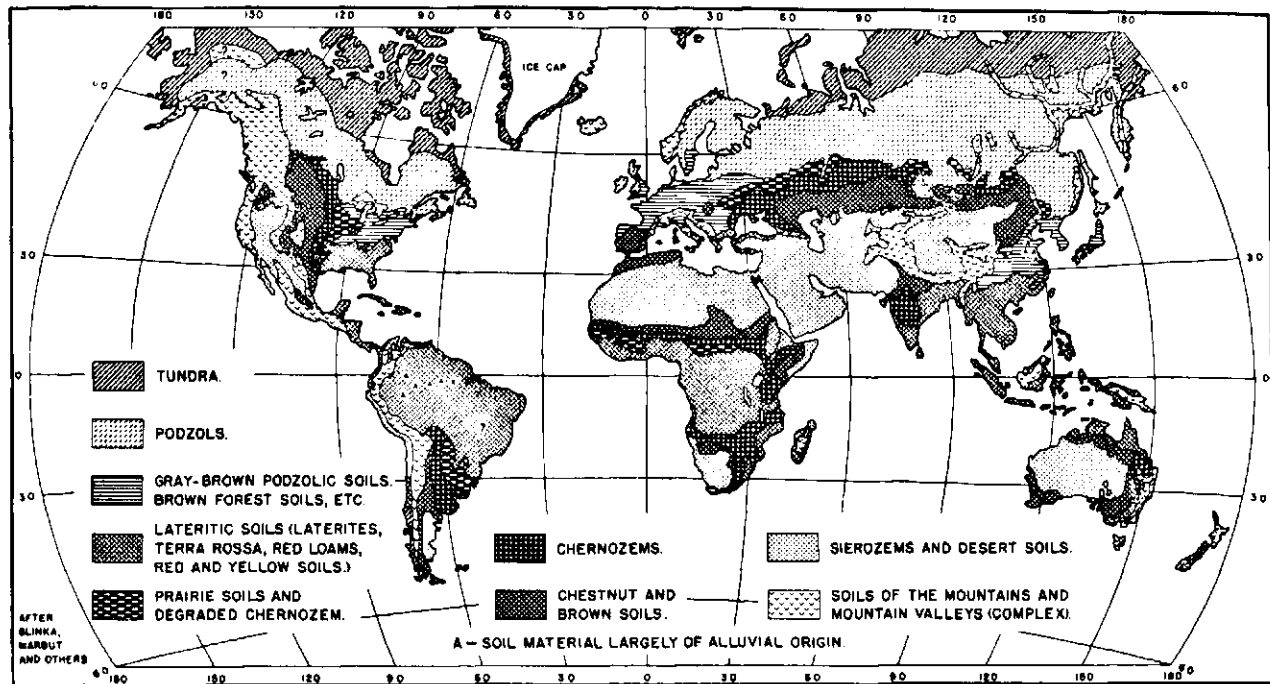 180 150 120 90 60 30 0 30 60 90 120 150 180
ICE CAP
60
60
30
30
0
0
30
30
TUNDRA.
PODZOLS.
GRAY-BROWN PODZOLIC SOILS.
BROWN FOREST SOILS, ETC.
LATERITIC SOILS (LATERITES,
TERRA ROSSA, RED LOAMS,
RED AND YELLOW SOILS.)
PRAIRIE SOILS AND
DEGRADED CHERNOZEM.
CHERNOZEMS.
CHESTNUT AND
BROWN SOILS.
SIEROZEMS AND DESERT SOILS.
SOILS OF THE MOUNTAINS AND
MOUNTAIN VALLEYS (COMPLEX).
A – SOIL MATERIAL LARGELY OF ALLUVIAL ORIGIN.
AFTER
GLINKA,
MARBUT
AND OTHERS
60
60
180 150 120 90 60 30 0 30 60 90 120 150 180